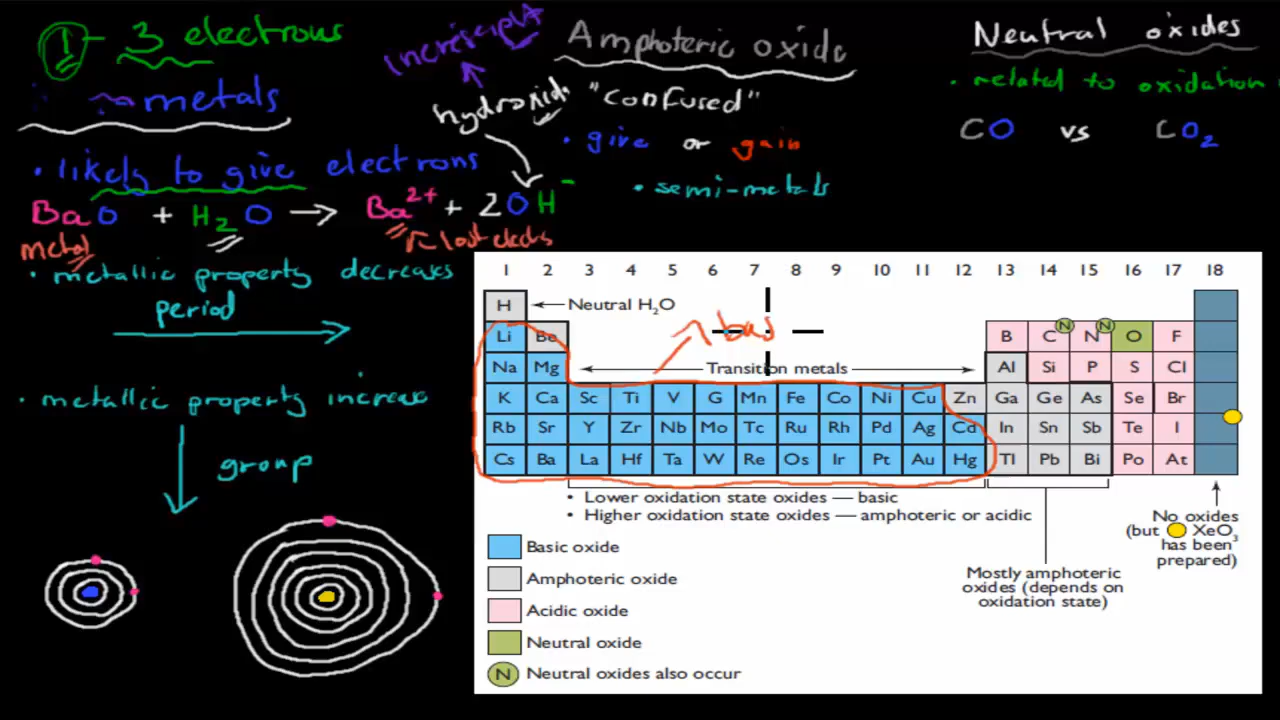 1 - 3 electrons
metals
• likely to give electrons
BaO + H2O → Ba2+ + 2OH-
metal
lost elects
• metallic property decreases
period
• metallic property increase
group
hydroxide
Amphoteric oxide
"confused"
• give or gain
• semi-metals
Neutral oxides
• related to oxidation
CO vs CO2
1 2 3 4 5 6 7 8 9 10 11 12 13 14 15 16 17 18
H Neutral H2O
Li Be B C N O F
N N
Na Mg Transition metals Al Si P S Cl
K Ca Sc Ti V G Mn Fe Co Ni Cu Zn Ga Ge As Se Br
Rb Sr Y Zr Nb Mo Tc Ru Rh Pd Ag Cd In Sn Sb Te I
Cs Ba La Hf Ta W Re Os Ir Pt Au Hg Tl Pb Bi Po At
• Lower oxidation state oxides — basic
• Higher oxidation state oxides — amphoteric or acidic
Basic oxide
Amphoteric oxide
Acidic oxide
Neutral oxide
N Neutral oxides also occur
Mostly amphoteric
oxides (depends on
oxidation state)
No oxides
(but XeO3
has been
prepared)